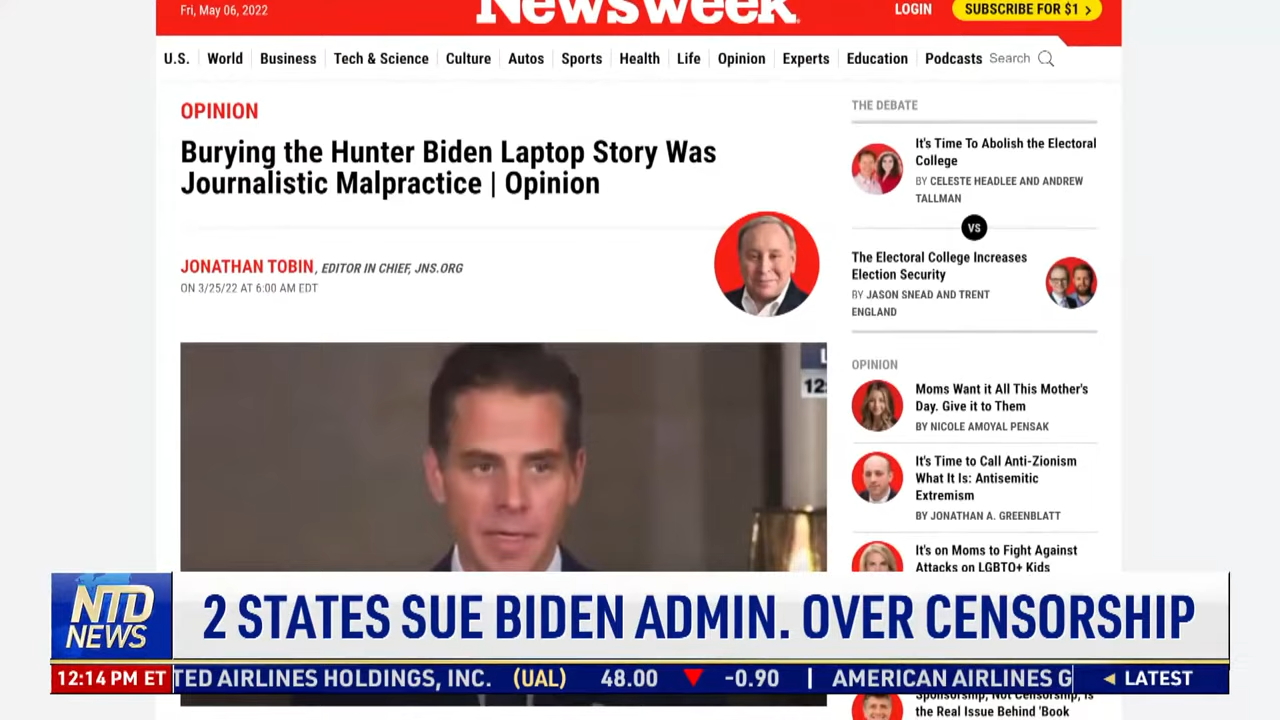 Fri, May 06, 2022
Newsweek
LOGIN
SUBSCRIBE FOR $1 >
U.S.
World
Business
Tech & Science
Culture
Autos
Sports
Health
Life
Opinion
Experts
Education
Podcasts
Search
OPINION
Burying the Hunter Biden Laptop Story Was
Journalistic Malpractice | Opinion
JONATHAN TOBIN, EDITOR IN CHIEF, JNS.ORG
ON 3/25/22 AT 6:00 AM EDT
L
12:
THE DEBATE
It's Time To Abolish the Electoral
College
BY CELESTE HEADLEE AND ANDREW
TALLMAN
VS
The Electoral College Increases
Election Security
BY JASON SNEAD AND TRENT
ENGLAND
OPINION
Moms Want it All This Mother's
Day. Give it to Them
BY NICOLE AMOYAL PENSAK
It's Time to Call Anti-Zionism
What It Is: Antisemitic
Extremism
BY JONATHAN A. GREENBLATT
It's on Moms to Fight Against
Attacks on LGBTQ+ Kids
NTD
NEWS
2 STATES SUE BIDEN ADMIN. OVER CENSORSHIP
12:14 PM ET
TED AIRLINES HOLDINGS, INC. (UAL) 48.00 ▼ -0.90 | AMERICAN AIRLINES G
◄ LATEST
Sponsorship, Not Censorship, is
the Real Issue Behind 'Book